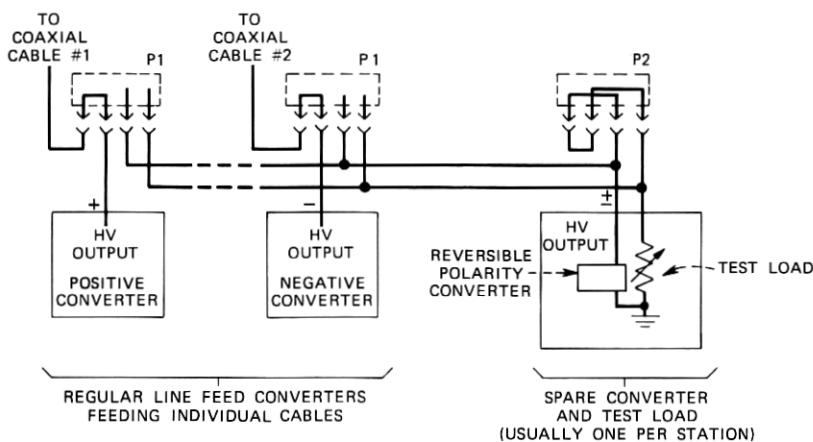 TO
COAXIAL
CABLE #1
P1
TO
COAXIAL
CABLE #2
P1
P2
+
HV
OUTPUT
POSITIVE
CONVERTER
−
HV
OUTPUT
NEGATIVE
CONVERTER
±
HV
OUTPUT
REVERSIBLE
POLARITY
CONVERTER
TEST LOAD
REGULAR LINE FEED CONVERTERS
FEEDING INDIVIDUAL CABLES
SPARE CONVERTER
AND TEST LOAD
(USUALLY ONE PER STATION)